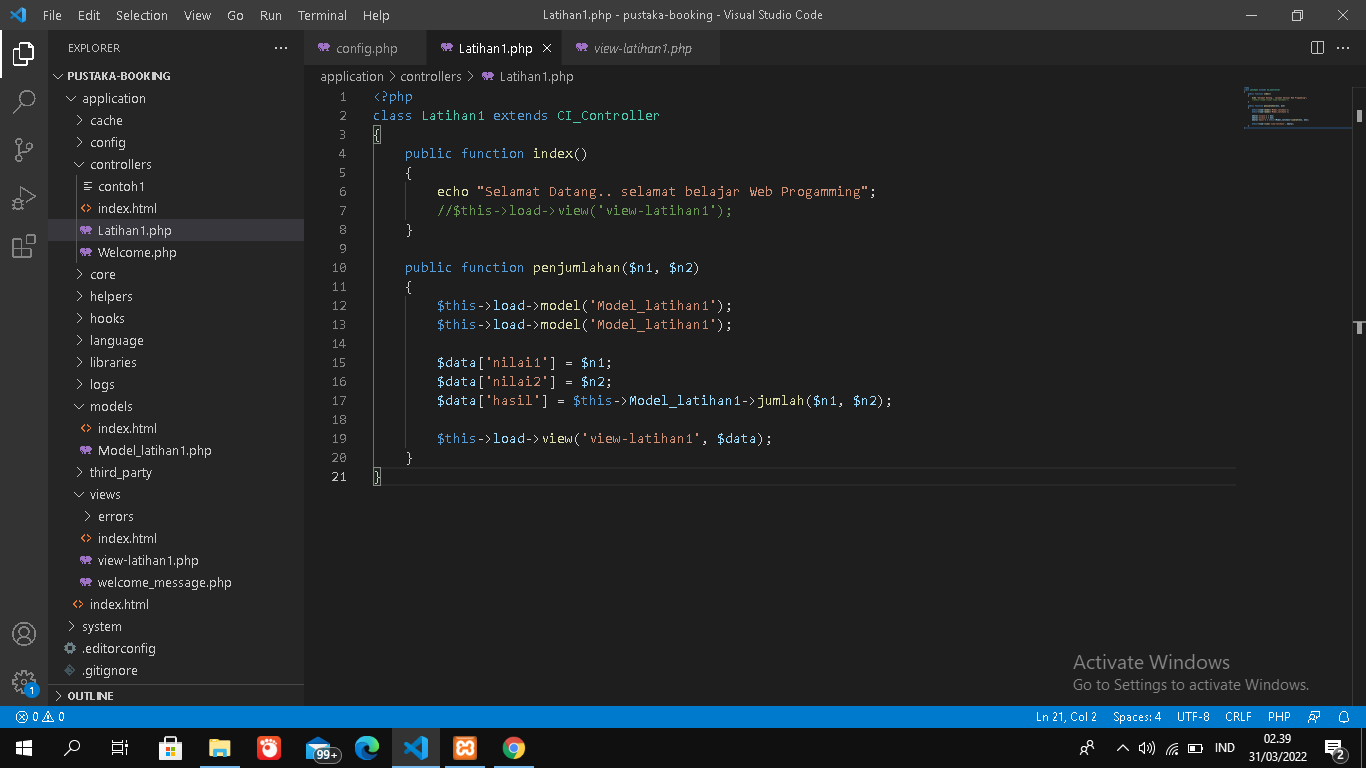 File Edit Selection View Go Run Terminal Help Latihan1.php - pustaka-booking - Visual Studio Code
EXPLORER
PUSTAKA-BOOKING
application
cache
config
controllers
contoh1
index.html
Latihan1.php
Welcome.php
core
helpers
hooks
language
libraries
logs
models
index.html
Model_latihan1.php
third_party
views
errors
index.html
view-latihan1.php
welcome_message.php
index.html
system
.editorconfig
.gitignore
OUTLINE
config.php Latihan1.php view-latihan1.php
application > controllers > Latihan1.php
1 <?php
2 class Latihan1 extends CI_Controller
3 {
4     public function index()
5     {
6         echo "Selamat Datang.. selamat belajar Web Progamming";
7         //$this->load->view('view-latihan1');
8     }
9
10     public function penjumlahan($n1, $n2)
11     {
12         $this->load->model('Model_latihan1');
13         $this->load->model('Model_latihan1');
14
15         $data['nilai1'] = $n1;
16         $data['nilai2'] = $n2;
17         $data['hasil'] = $this->Model_latihan1->jumlah($n1, $n2);
18
19         $this->load->view('view-latihan1', $data);
20     }
21 }
Activate Windows
Go to Settings to activate Windows.
1
0 0 Ln 21, Col 2 Spaces: 4 UTF-8 CRLF PHP
99+ IND 02.39
31/03/2022 2